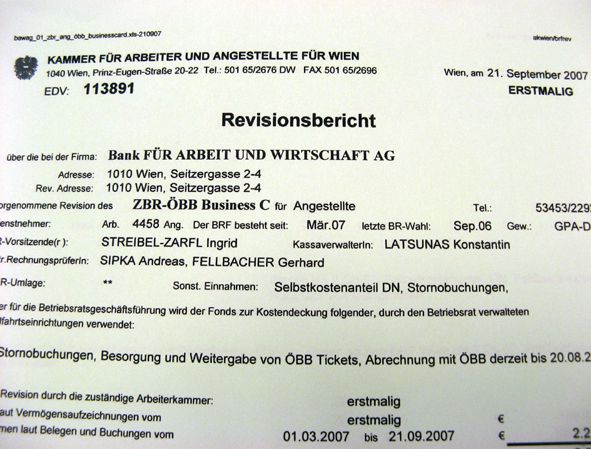 bawag_01_zbr_ang_öbb_businesscard.xls-210907 akwien/brfrev
KAMMER FÜR ARBEITER UND ANGESTELLTE FÜR WIEN
1040 Wien, Prinz-Eugen-Straße 20-22 Tel.: 501 65/2676 DW FAX 501 65/2696 Wien, am 21. September 2007
EDV: 113891 ERSTMALIG
Revisionsbericht
über die bei der Firma: Bank FÜR ARBEIT UND WIRTSCHAFT AG
Adresse: 1010 Wien, Seitzergasse 2-4
Rev. Adresse: 1010 Wien, Seitzergasse 2-4
orgenommene Revision des ZBR-ÖBB Business C für Angestellte Tel.: 53453/229
enstnehmer: Arb. 4458 Ang. Der BRF besteht seit: Mär.07 letzte BR-Wahl: Sep.06 Gew.: GPA-D
R-Vorsitzende(r): STREIBEL-ZARFL Ingrid KassaverwalterIn: LATSUNAS Konstantin
r.RechnungsprüferIn: SIPKA Andreas, FELLBACHER Gerhard
R-Umlage: ** Sonst. Einnahmen: Selbstkostenanteil DN, Stornobuchungen,
er für die Betriebsratsgeschäftsführung wird der Fonds zur Kostendeckung folgender, durch den Betriebsrat verwalteten
lfahrtseinrichtungen verwendet:
Stornobuchungen, Besorgung und Weitergabe von ÖBB Tickets, Abrechnung mit ÖBB derzeit bis 20.08.2
Revision durch die zuständige Arbeiterkammer: erstmalig
aut Vermögensaufzeichnungen vom erstmalig €
men laut Belegen und Buchungen vom 01.03.2007 bis 21.09.2007 € 2.2